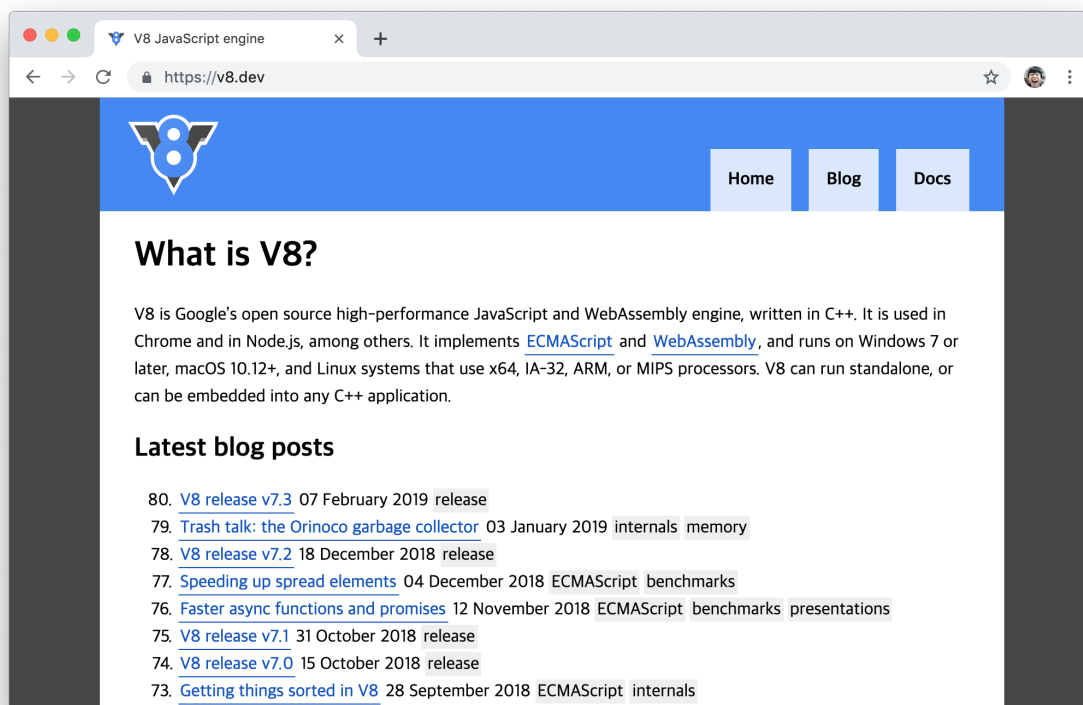 V8 JavaScript engine
https://v8.dev
Home Blog Docs
What is V8?
V8 is Google’s open source high-performance JavaScript and WebAssembly engine, written in C++. It is used in
Chrome and in Node.js, among others. It implements ECMAScript and WebAssembly, and runs on Windows 7 or
later, macOS 10.12+, and Linux systems that use x64, IA-32, ARM, or MIPS processors. V8 can run standalone, or
can be embedded into any C++ application.
Latest blog posts
80. V8 release v7.3 07 February 2019 release
79. Trash talk: the Orinoco garbage collector 03 January 2019 internals memory
78. V8 release v7.2 18 December 2018 release
77. Speeding up spread elements 04 December 2018 ECMAScript benchmarks
76. Faster async functions and promises 12 November 2018 ECMAScript benchmarks presentations
75. V8 release v7.1 31 October 2018 release
74. V8 release v7.0 15 October 2018 release
73. Getting things sorted in V8 28 September 2018 ECMAScript internals